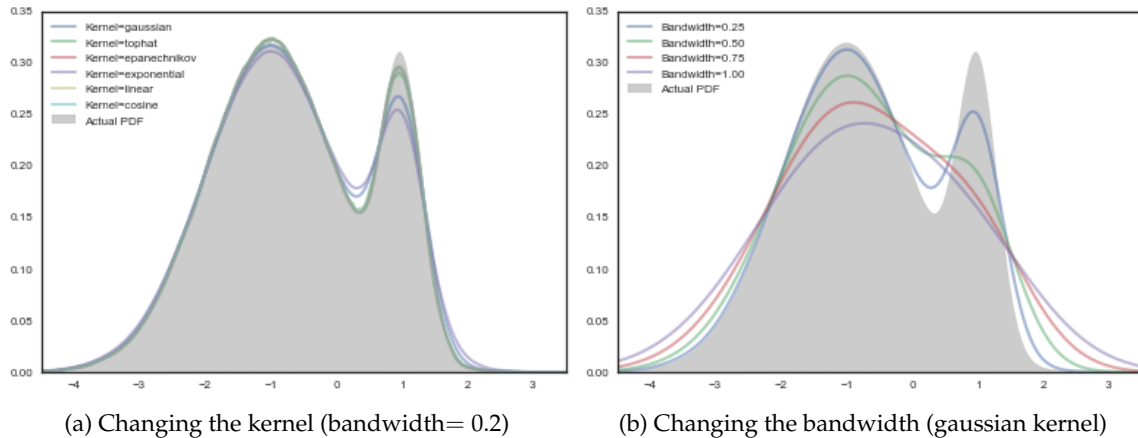 0.35
0.30
0.25
0.20
0.15
0.10
0.05
0.00
Kernel=gaussian
Kernel=tophat
Kernel=epanechnikov
Kernel=exponential
Kernel=linear
Kernel=cosine
Actual PDF
−4 −3 −2 −1 0 1 2 3
0.35
0.30
0.25
0.20
0.15
0.10
0.05
0.00
Bandwidth=0.25
Bandwidth=0.50
Bandwidth=0.75
Bandwidth=1.00
Actual PDF
−4 −3 −2 −1 0 1 2 3
(a) Changing the kernel (bandwidth= 0.2)
(b) Changing the bandwidth (gaussian kernel)